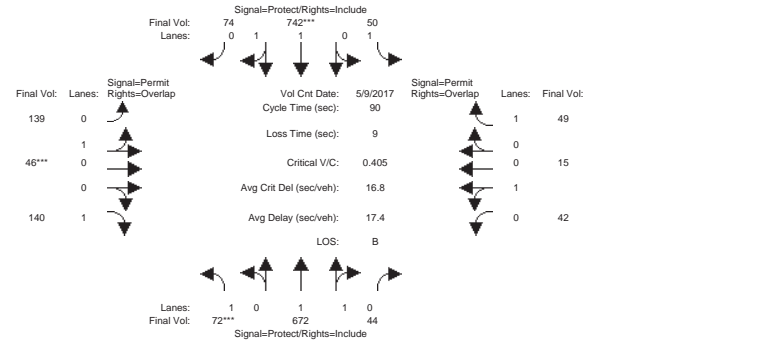 Signal=Protect/Rights=Include
Final Vol: 74 742*** 50
Lanes: 0 1 1 0 1
Signal=Permit Signal=Permit
Final Vol: Lanes: Rights=Overlap Vol Cnt Date: 5/9/2017 Rights=Overlap Lanes: Final Vol:
Cycle Time (sec): 90
139 0 1 49
Loss Time (sec): 9
1 0
46*** 0 Critical V/C: 0.405 0 15
0 Avg Crit Del (sec/veh): 16.8 1
140 1 Avg Delay (sec/veh): 17.4 0 42
LOS: B
Lanes: 1 0 1 1 0
Final Vol: 72*** 672 44
Signal=Protect/Rights=Include